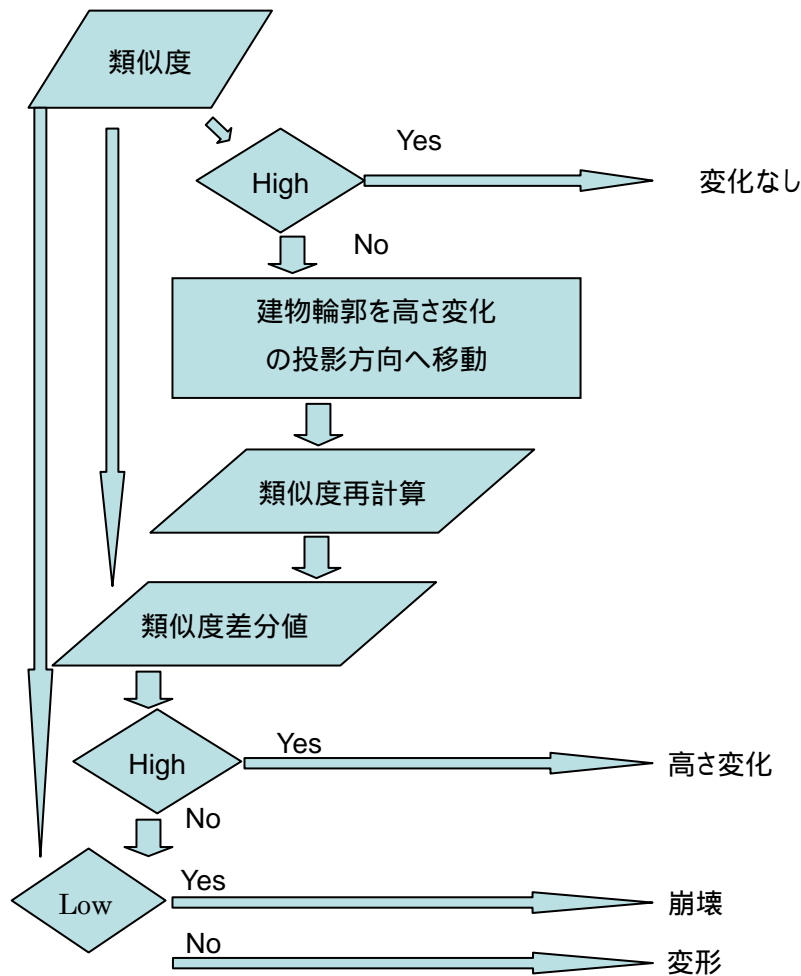 類似度
Yes
High
変化なし
No
建物輪郭を高さ変化
の投影方向へ移動
類似度再計算
類似度差分値
Yes
High
高さ変化
No
Yes
Low
崩壊
No
変形